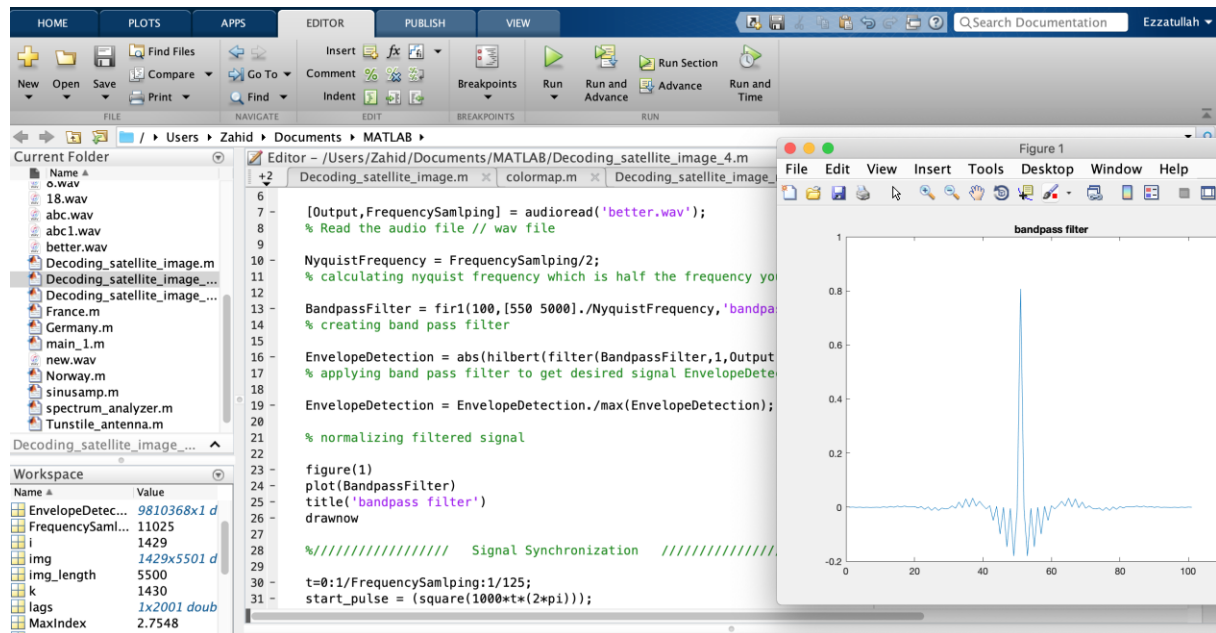 HOME PLOTS APPS EDITOR PUBLISH VIEW Search Documentation Ezzatullah
New Open Save Find Files Compare Print Go To Find Insert fx Comment Indent Breakpoints Run Run and Advance Run Section Advance Run and Time
FILE NAVIGATE EDIT BREAKPOINTS RUN
/ Users Zahid Documents MATLAB
Current Folder
Name
18.wav
abc.wav
abc1.wav
better.wav
Decoding_satellite_image.m
Decoding_satellite_image_...
Decoding_satellite_image_...
France.m
Germany.m
main_1.m
new.wav
Norway.m
sinusamp.m
spectrum_analyzer.m
Tunstile_antenna.m
Decoding_satellite_image_...
Workspace
Name Value
EnvelopeDetec... 9810368x1 d
FrequencySaml... 11025
i 1429
img 1429x5501 d
img_length 5500
k 1430
lags 1x2001 doub
MaxIndex 2.7548
Editor – /Users/Zahid/Documents/MATLAB/Decoding_satellite_image_4.m
+2 Decoding_satellite_image.m colormap.m Decoding_satellite_image_
6
7 – [Output,FrequencySamlping] = audioread('better.wav');
8 % Read the audio file // wav file
9
10 – NyquistFrequency = FrequencySamlping/2;
11 % calculating nyquist frequency which is half the frequency you
12
13 – BandpassFilter = fir1(100,[550 5000]./NyquistFrequency,'bandpa
14 % creating band pass filter
15
16 – EnvelopeDetection = abs(hilbert(filter(BandpassFilter,1,Output
17 % applying band pass filter to get desired signal EnvelopeDete
18
19 – EnvelopeDetection = EnvelopeDetection./max(EnvelopeDetection);
20
21 % normalizing filtered signal
22
23 – figure(1)
24 – plot(BandpassFilter)
25 – title('bandpass filter')
26 – drawnow
27
28 %////////////////// Signal Synchronization ///////////////
29
30 – t=0:1/FrequencySamlping:1/125;
31 – start_pulse = (square(1000*t*(2*pi)));
Figure 1
File Edit View Insert Tools Desktop Window Help
bandpass filter
1
0.8
0.6
0.4
0.2
0
-0.2
0 20 40 60 80 100